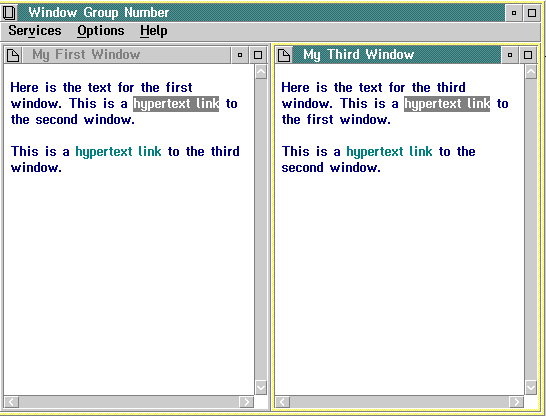 Window Group Number
Services Options Help
My First Window
Here is the text for the first
window. This is a hypertext link to
the second window.
This is a hypertext link to the third
window.
My Third Window
Here is the text for the third
window. This is a hypertext link to
the first window.
This is a hypertext link to the
second window.